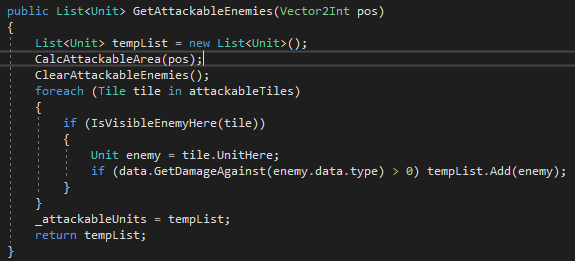 public List<Unit> GetAttackableEnemies(Vector2Int pos)
{
List<Unit> tempList = new List<Unit>();
CalcAttackableArea(pos);
ClearAttackableEnemies();
foreach (Tile tile in attackableTiles)
{
if (IsVisibleEnemyHere(tile))
{
Unit enemy = tile.UnitHere;
if (data.GetDamageAgainst(enemy.data.type) > 0) tempList.Add(enemy);
}
}
_attackableUnits = tempList;
return tempList;
}